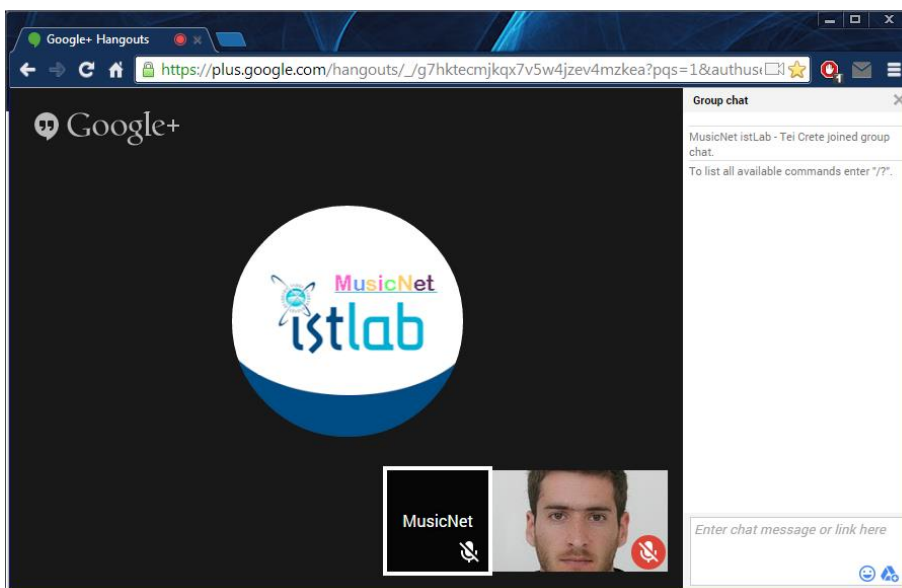 Google+ Hangouts
https://plus.google.com/hangouts/_/g7hktecmjkqx7v5w4jzev4mzkea?pqs=1&authus
1
Google+
MusicNet
istlab
MusicNet
Group chat
MusicNet istLab - Tei Crete joined group
chat.
To list all available commands enter "/?".
Enter chat message or link here